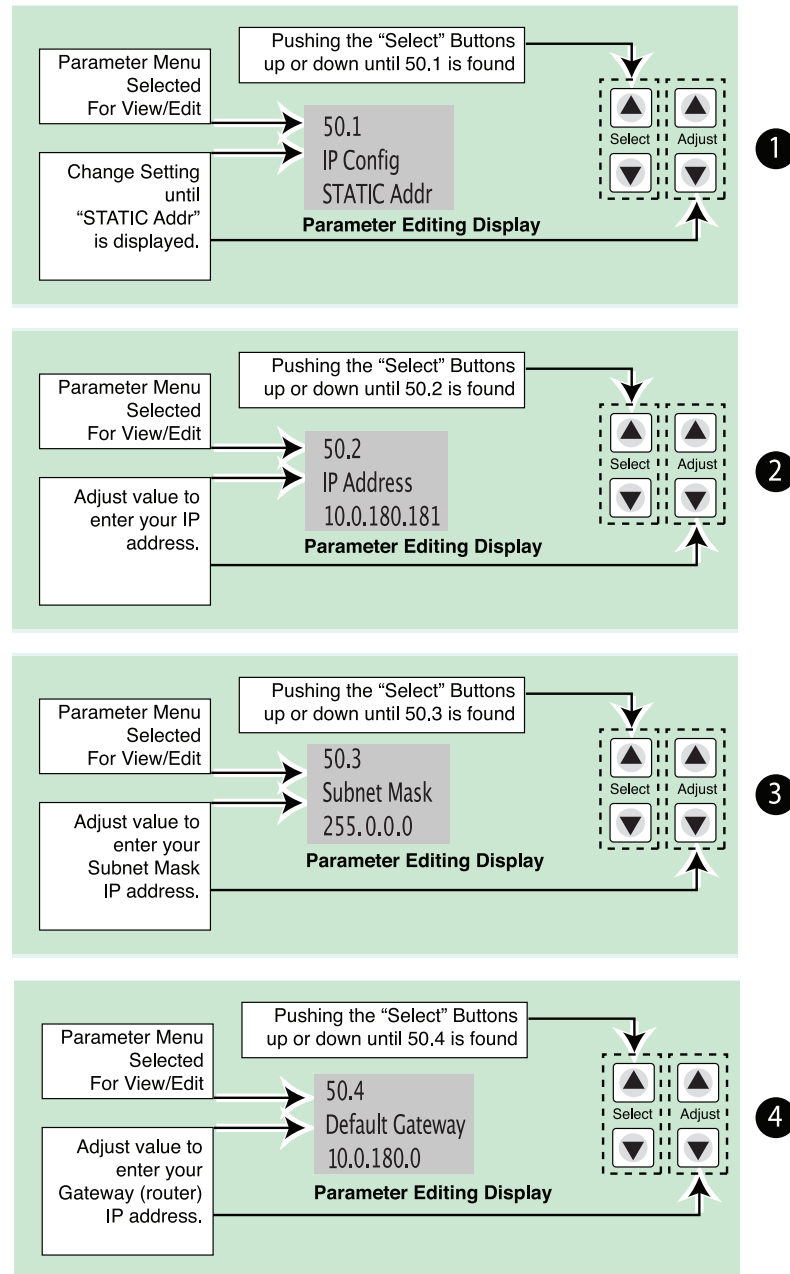 Pushing the “Select” Buttons
up or down until 50.1 is found
Parameter Menu
Selected
For View/Edit
50.1
IP Config
STATIC Addr
Parameter Editing Display
Change Setting
until
“STATIC Addr”
is displayed.
Select
Adjust
1
Pushing the “Select” Buttons
up or down until 50.2 is found
Parameter Menu
Selected
For View/Edit
50.2
IP Address
10.0.180.181
Parameter Editing Display
Adjust value to
enter your IP
address.
Select
Adjust
2
Pushing the “Select” Buttons
up or down until 50.3 is found
Parameter Menu
Selected
For View/Edit
50.3
Subnet Mask
255.0.0.0
Parameter Editing Display
Adjust value to
enter your
Subnet Mask
IP address.
Select
Adjust
3
Pushing the “Select” Buttons
up or down until 50.4 is found
Parameter Menu
Selected
For View/Edit
50.4
Default Gateway
10.0.180.0
Parameter Editing Display
Adjust value to
enter your
Gateway (router)
IP address.
Select
Adjust
4